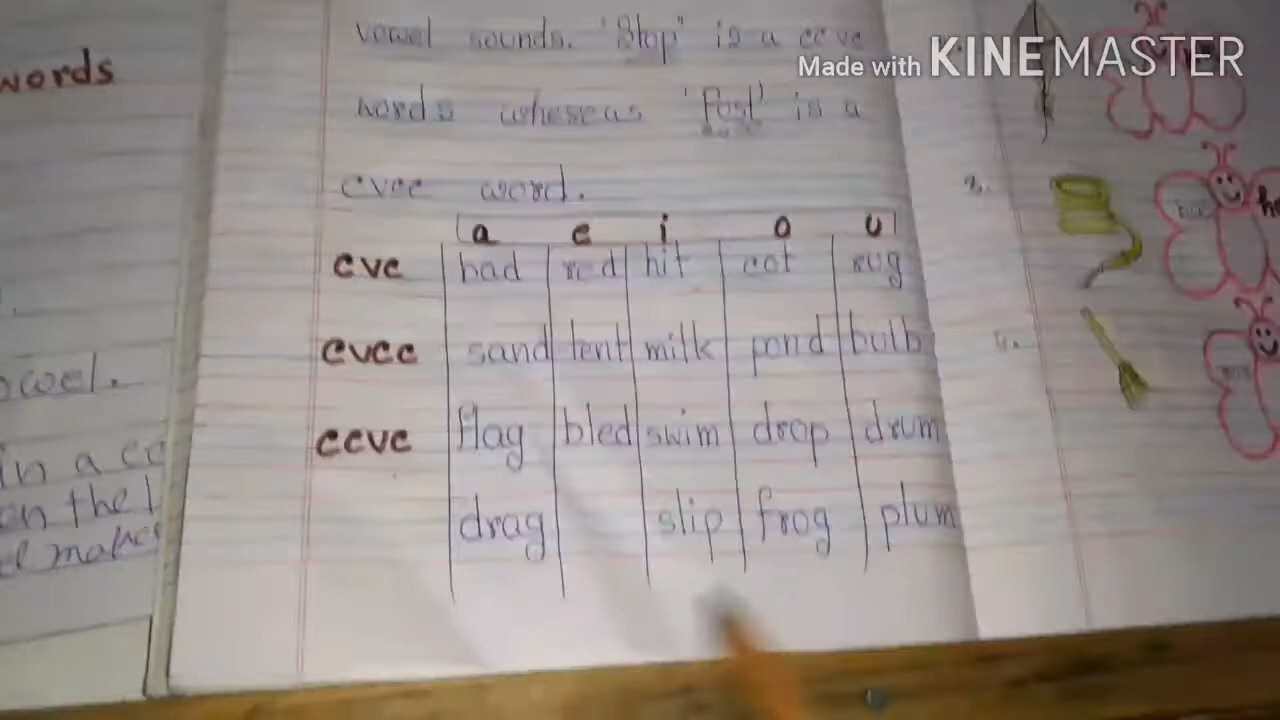 words
vowel sounds. 'Stop' is a ccvc
words whereas 'Post' is a
cvcc word.
a e i o u
cvc bad red hit cot rug
cvcc sand tent milk pond bulb
ccvc flag bled swim drop drum
drag slip frog plum
owel.
in a cc
en the
Made with KINEMASTER